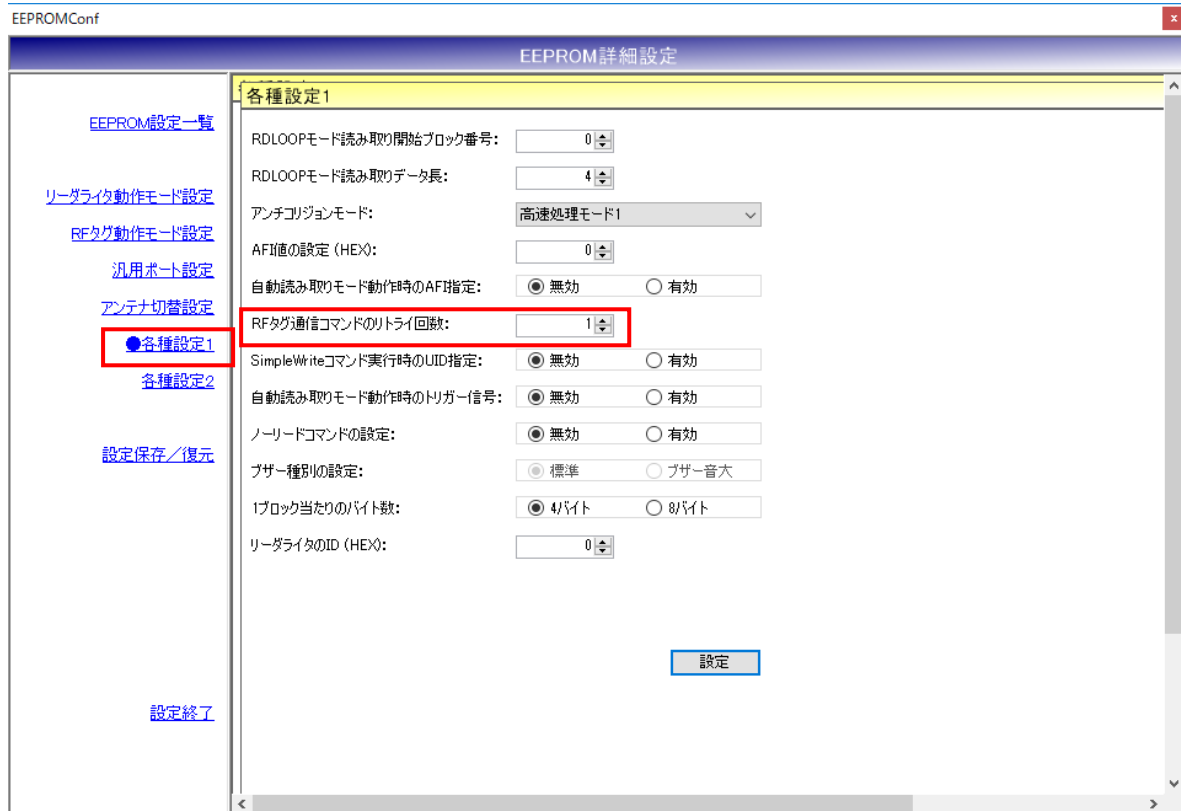 EEPROMConf
x
EEPROM詳細設定
EEPROM設定一覧
リーダライタ動作モード設定
RFタグ動作モード設定
汎用ポート設定
アンテナ切替設定
●各種設定1
各種設定2
設定保存／復元
設定終了
各種設定1
RDLOOPモード読み取り開始ブロック番号: 0
RDLOOPモード読み取りデータ長: 4
アンチコリジョンモード: 高速処理モード1
AFI値の設定 (HEX): 0
自動読み取りモード動作時のAFI指定: 無効 有効
RFタグ通信コマンドのリトライ回数: 1
SimpleWriteコマンド実行時のUID指定: 無効 有効
自動読み取りモード動作時のトリガー信号: 無効 有効
ノーリードコマンドの設定: 無効 有効
ブザー種別の設定: 標準 ブザー音大
1ブロック当たりのバイト数: 4バイト 8バイト
リーダライタのID (HEX): 0
設定